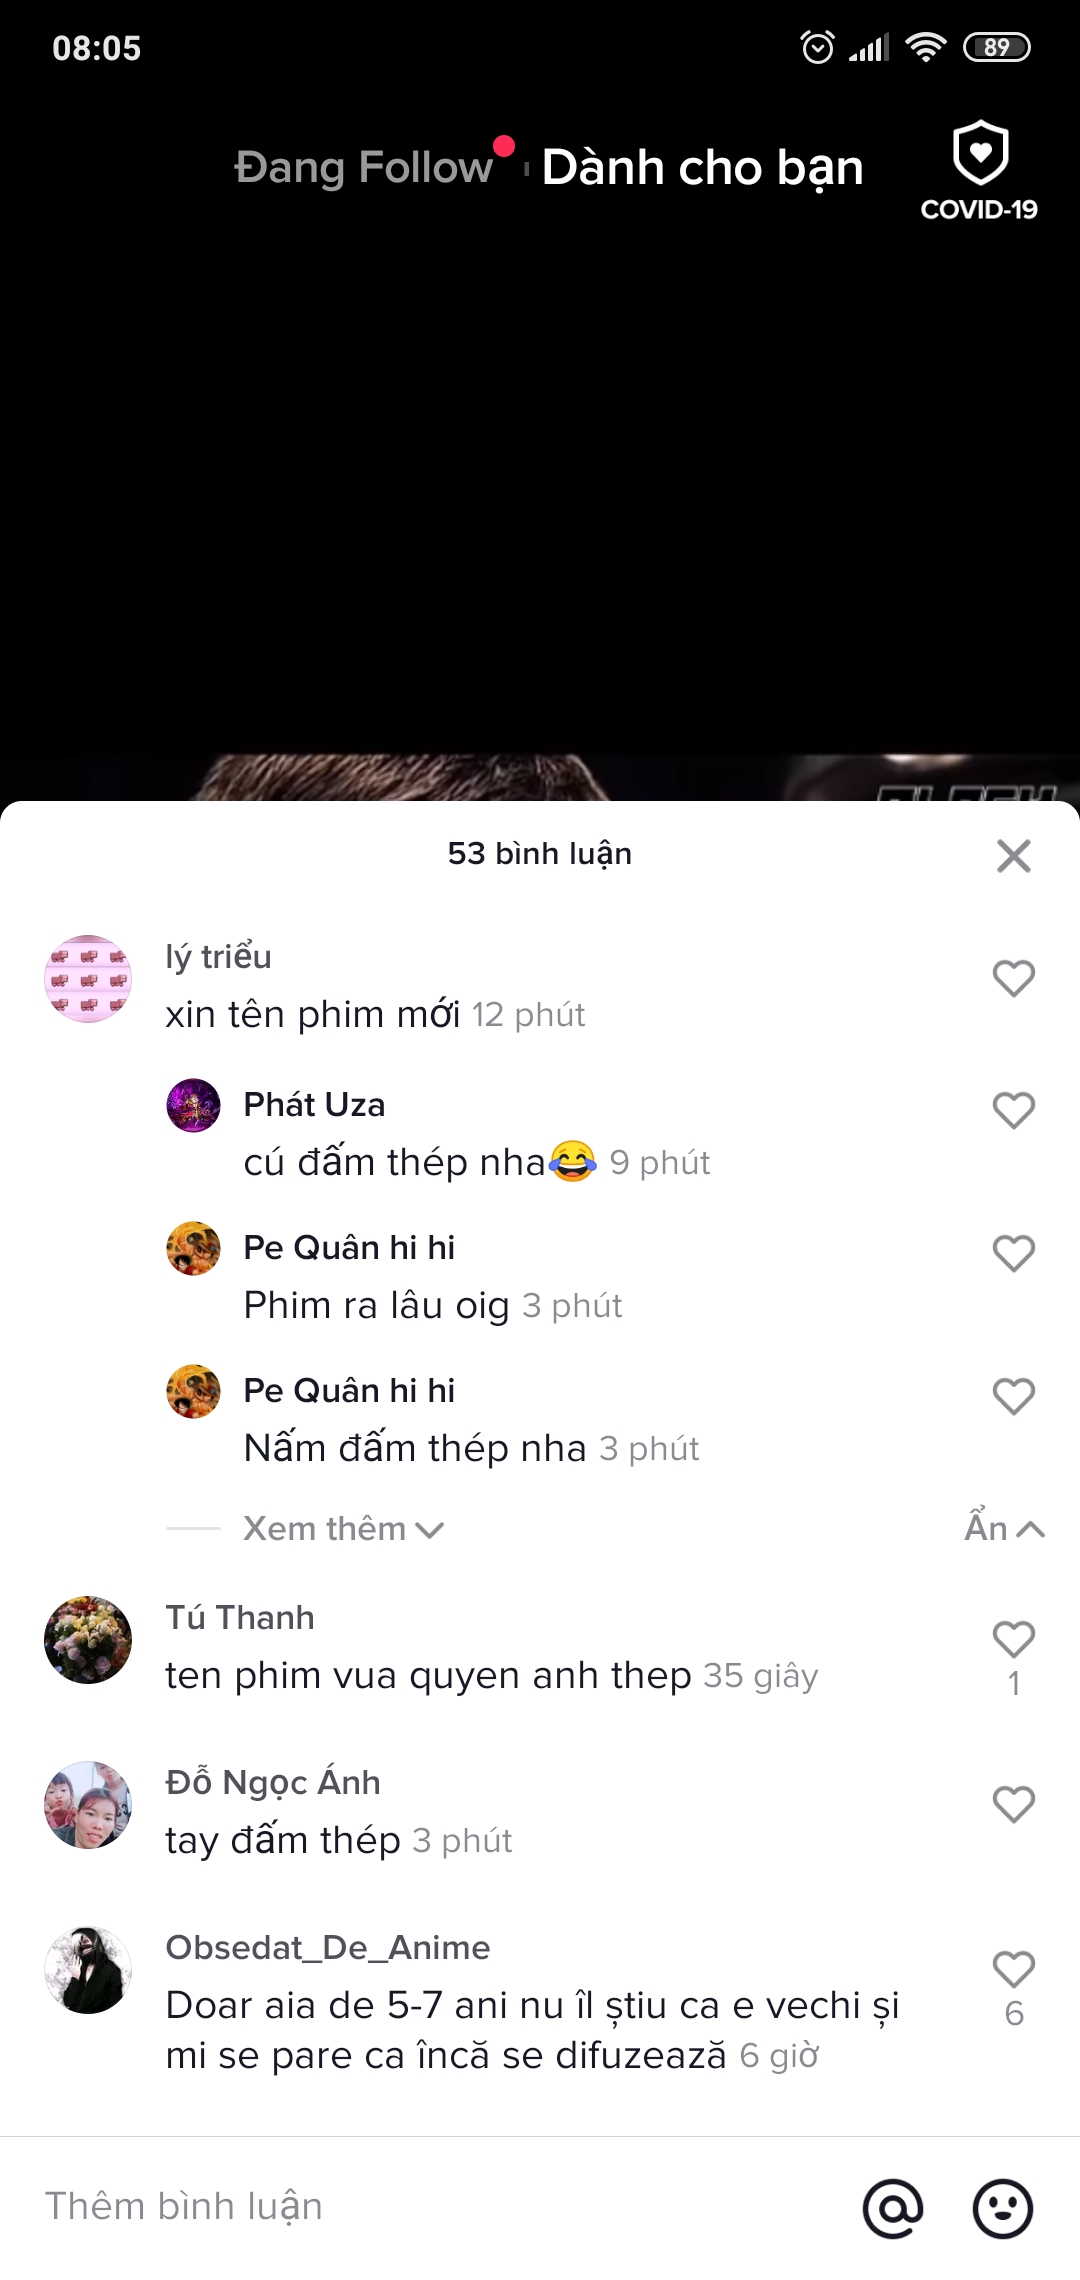 08:05
89
Đang Follow
Dành cho bạn
COVID-19
53 bình luận
lý triểu
xin tên phim mới 12 phút
Phát Uza
cú đấm thép nha😂 9 phút
Pe Quân hi hi
Phim ra lâu oig 3 phút
Pe Quân hi hi
Nấm đấm thép nha 3 phút
Xem thêm
Ẩn
Tú Thanh
ten phim vua quyen anh thep 35 giây
1
Đỗ Ngọc Ánh
tay đấm thép 3 phút
Obsedat_De_Anime
Doar aia de 5-7 ani nu îl știu ca e vechi și
mi se pare ca încă se difuzează 6 giờ
6
Thêm bình luận